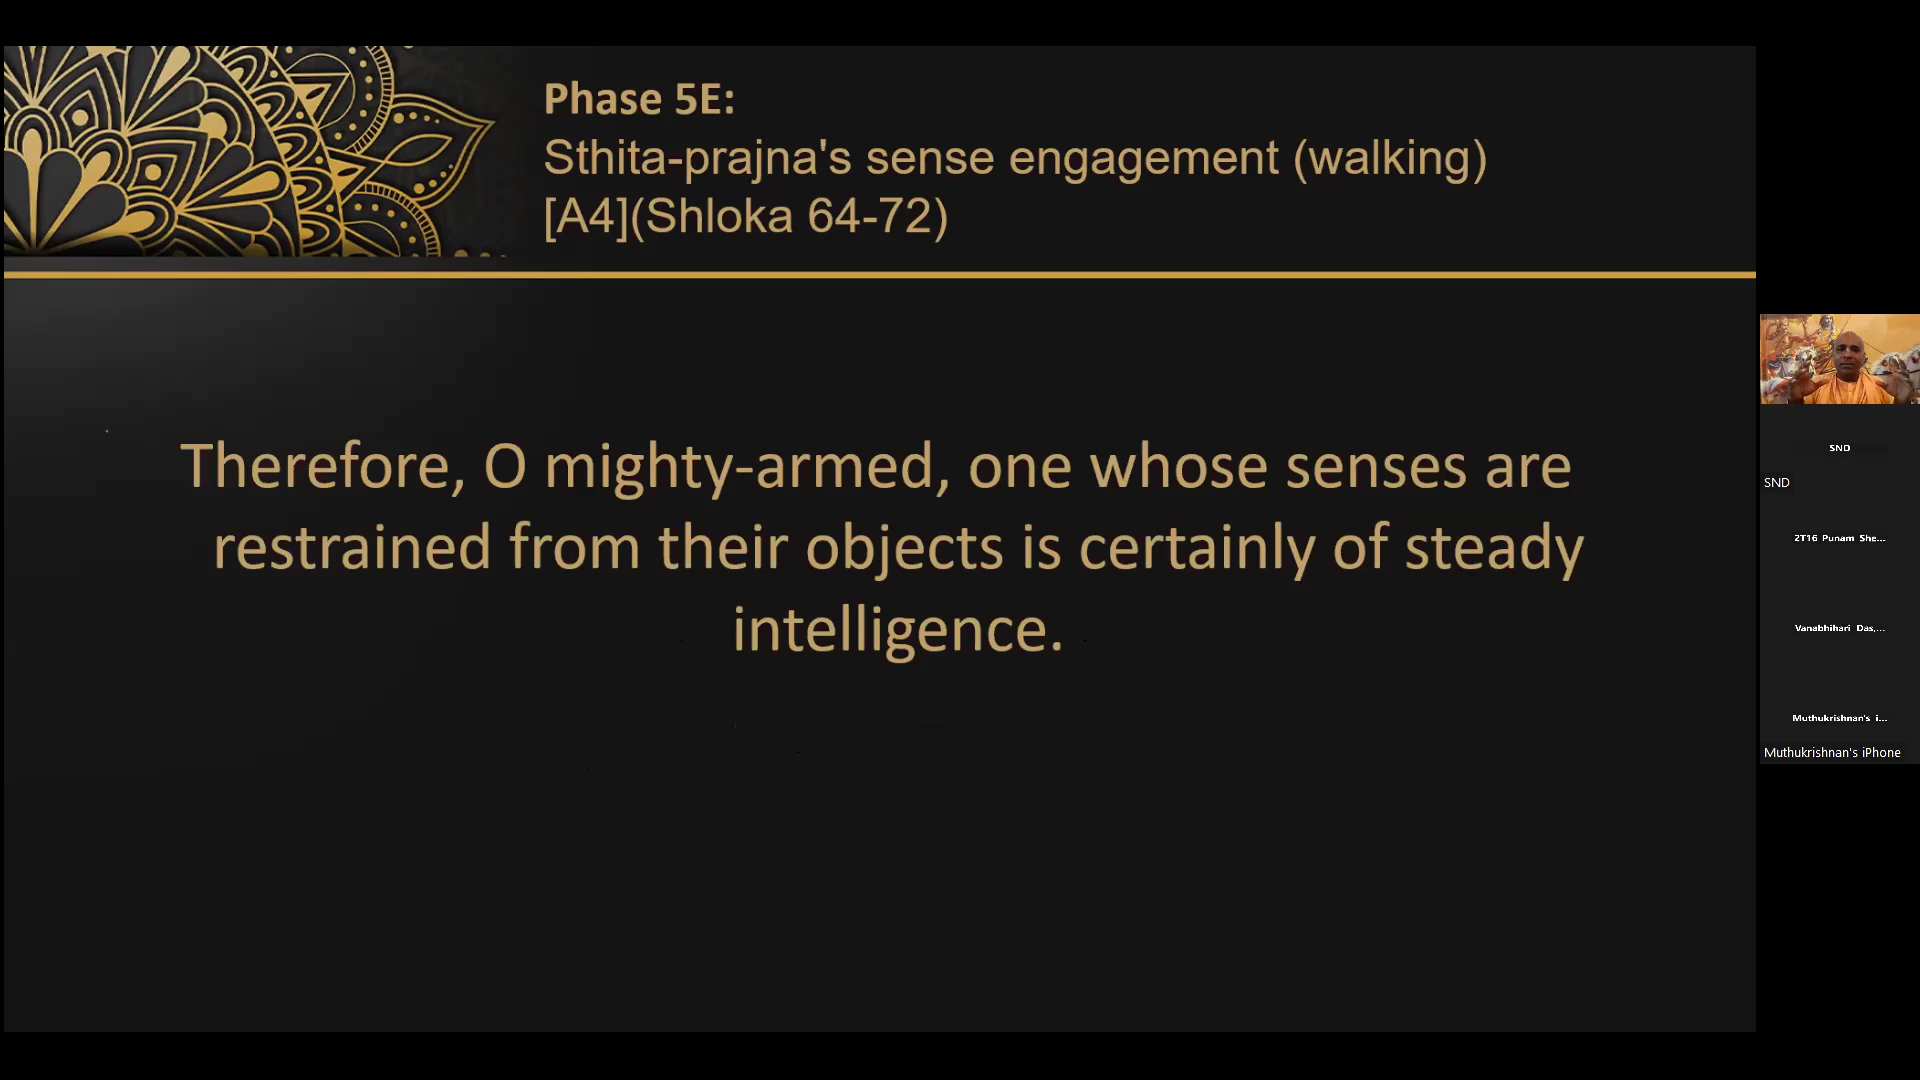 Phase 5E:
Sthita-prajna's sense engagement (walking)
[A4](Shloka 64-72)
Therefore, O mighty-armed, one whose senses are
restrained from their objects is certainly of steady
intelligence.
SND
SND
2T16 Punam She...
Vanabhihari Das,...
Muthukrishnan's i...
Muthukrishnan's iPhone